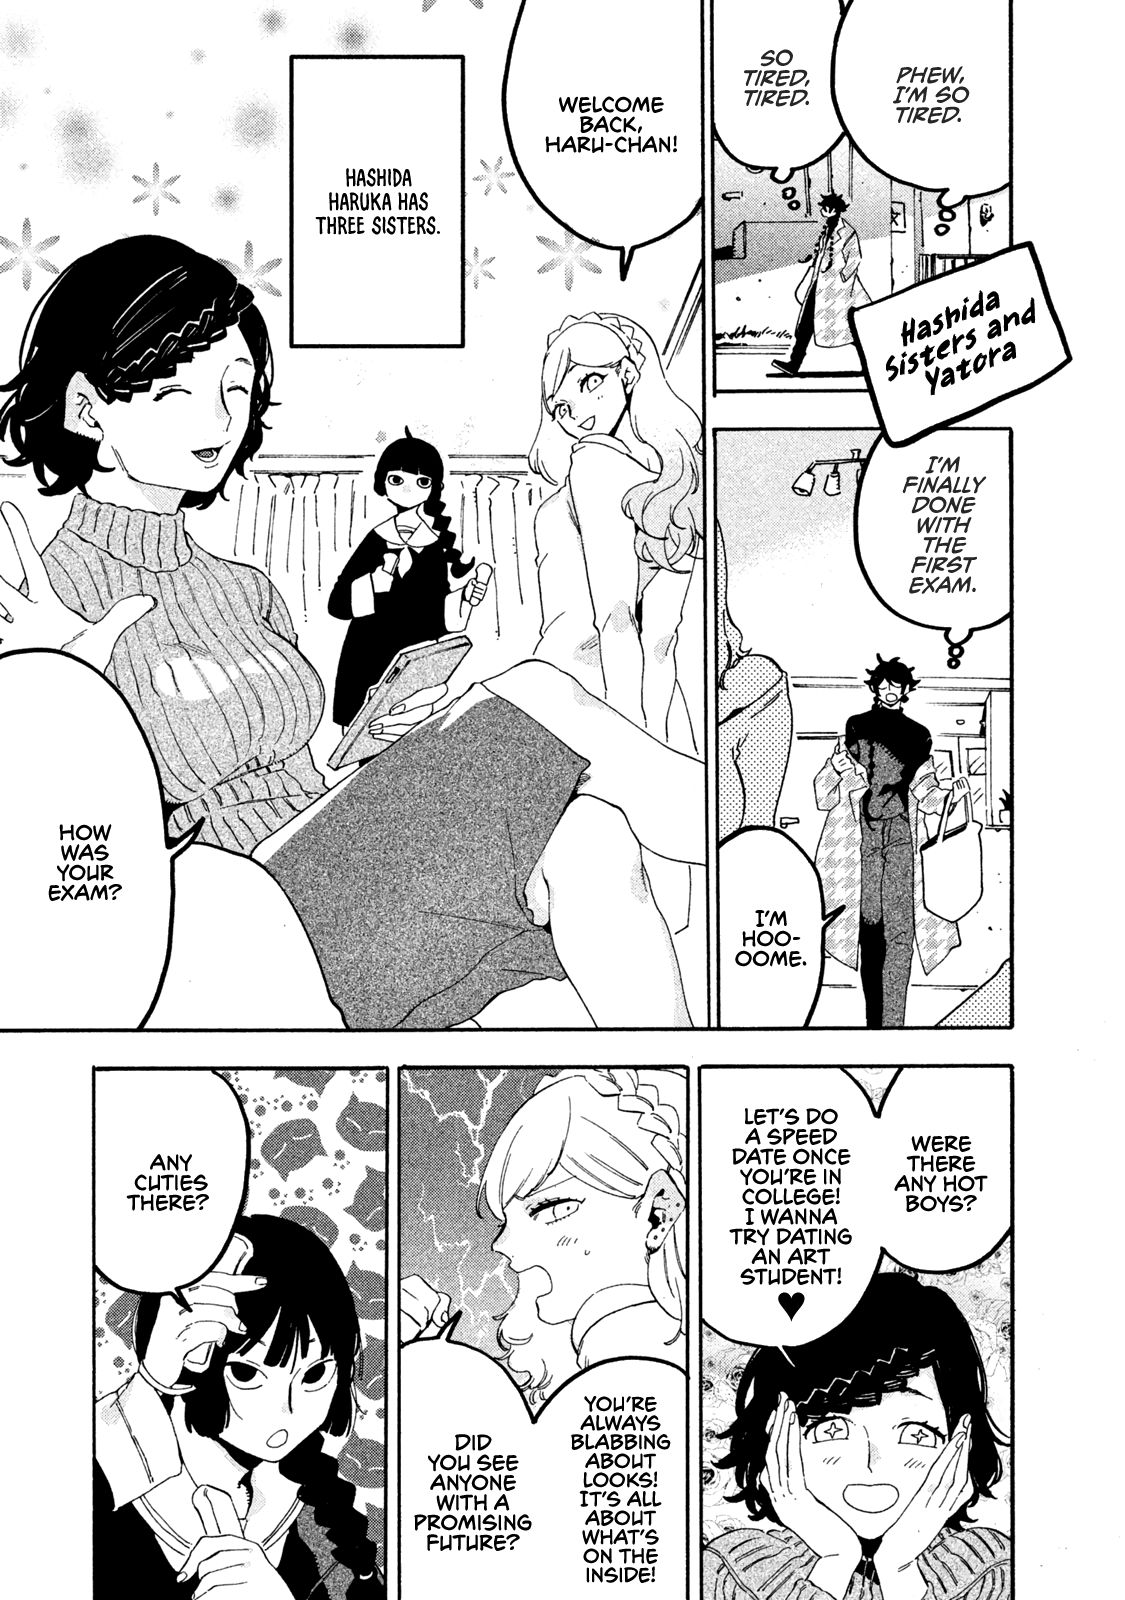 PHEW,
I'M SO
TIRED.
SO
TIRED,
TIRED.
Hashida
Sisters and
Yatora
I'M
FINALLY
DONE
WITH
THE
FIRST
EXAM.
I'M
HOO-
OOME.
WELCOME
BACK,
HARU-CHAN!
HASHIDA
HARUKA HAS
THREE SISTERS.
HOW
WAS
YOUR
EXAM?
WERE
THERE
ANY HOT
BOYS?
LET'S DO
A SPEED
DATE ONCE
YOU'RE IN
COLLEGE!
I WANNA
TRY DATING
AN ART
STUDENT!
♥
YOU'RE
ALWAYS
BLABBING
ABOUT
LOOKS!
IT'S ALL
ABOUT
WHAT'S
ON THE
INSIDE!
DID
YOU SEE
ANYONE
WITH A
PROMISING
FUTURE?
ANY
CUTIES
THERE?